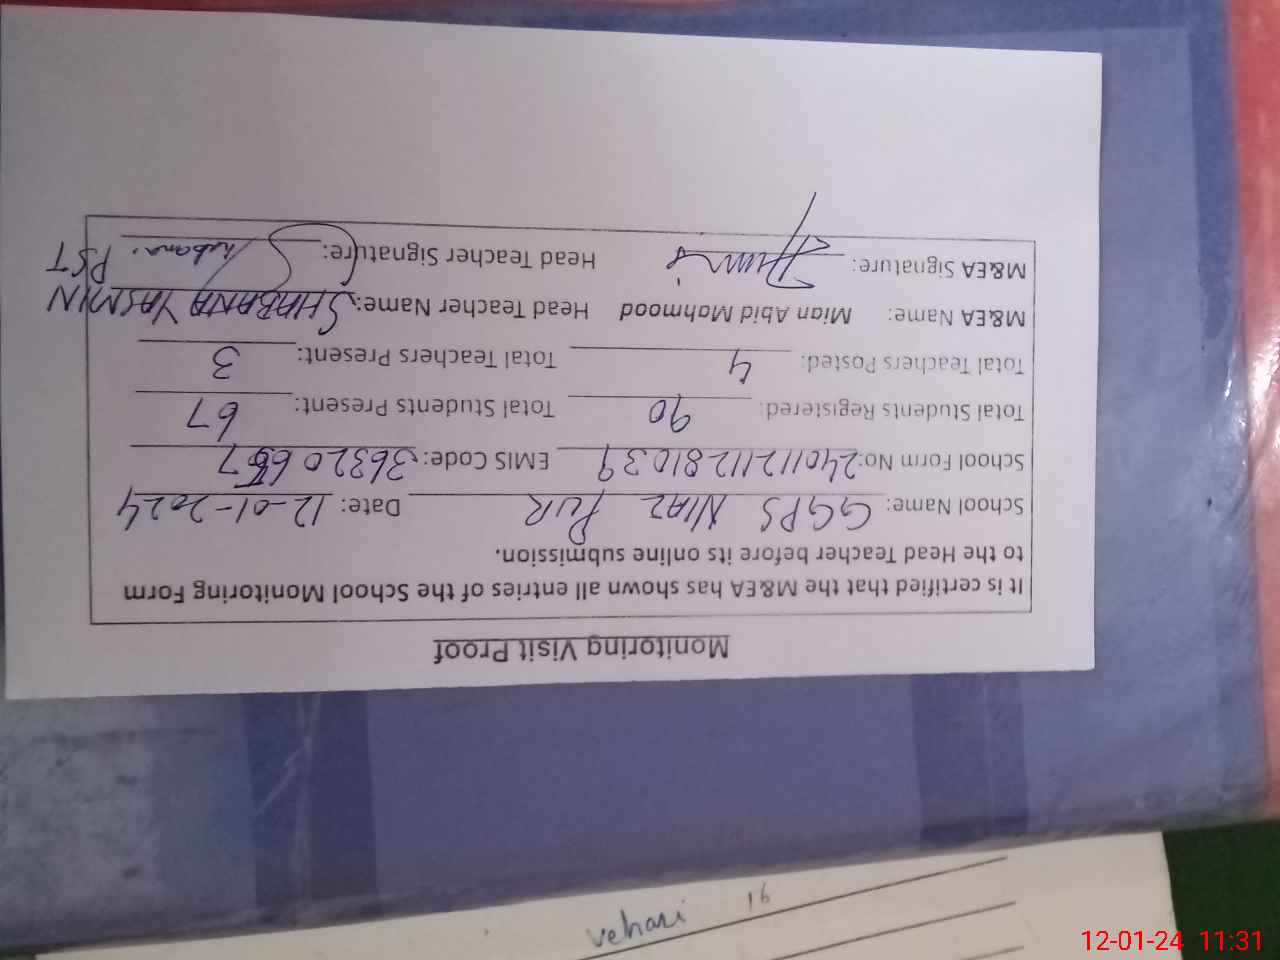 Monitoring Visit Proof
It is certified that the M&EA has shown all entries of the School Monitoring Form
to the Head Teacher before its online submission.
School Name: GGPS NIAZ PUR Date: 12-01-2024
School Form No: 24011211281039 EMIS Code:
Total Students Registered: 90 Total Students Present: 67
Total Teachers Posted: 4 Total Teachers Present: 3
M&EA Name: Mian Abid Mahmood Head Teacher Name: SHABANA YASMIN
M&EA Signature: Head Teacher Signature: Shabana. PST
vehari 16
12-01-24 11:31